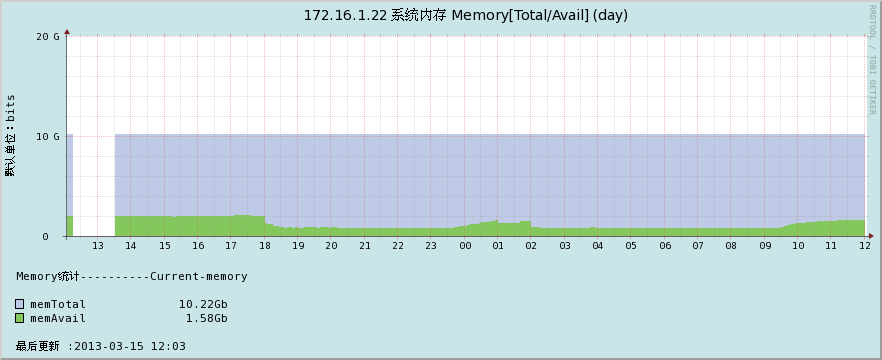 172.16.1.22 系统内存 Memory[Total/Avail] (day)
RRDTOOL / TOBI OETIKER
默认单位：bits
20 G
10 G
0
13 14 15 16 17 18 19 20 21 22 23 00 01 02 03 04 05 06 07 08 09 10 11 12
Memory统计----------Current-memory
memTotal 10.22Gb
memAvail 1.58Gb
最后更新 :2013-03-15 12:03